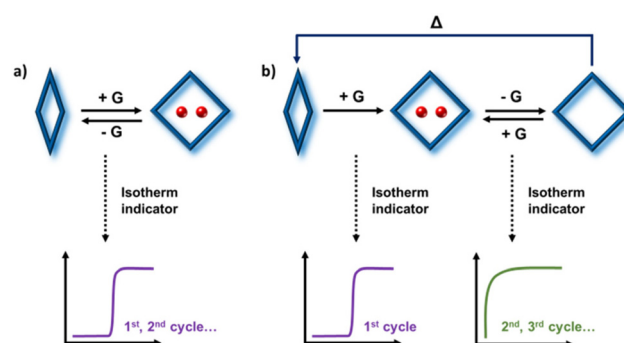 Δ
a)
+ G
- G
b)
+ G
- G
+ G
Isotherm
indicator
Isotherm
indicator
Isotherm
indicator
1st, 2nd cycle...
1st cycle
2nd, 3rd cycle...